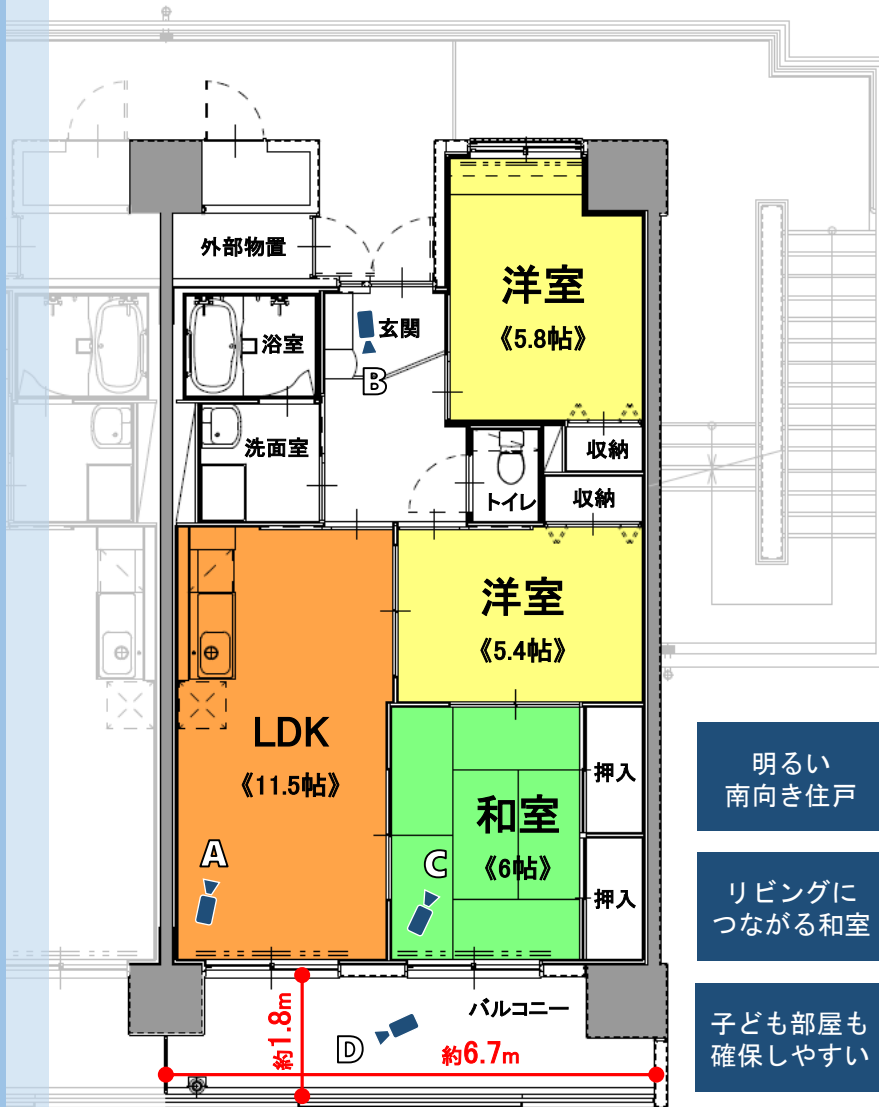 外部物置
洋室
《5.8帖》
浴室
玄関
B
洗面室
収納
トイレ
収納
洋室
《5.4帖》
LDK
《11.5帖》
押入
和室
《6帖》
押入
A
C
明るい
南向き住戸
リビングに
つながる和室
子ども部屋も
確保しやすい
バルコニー
約1.8m
D
約6.7m